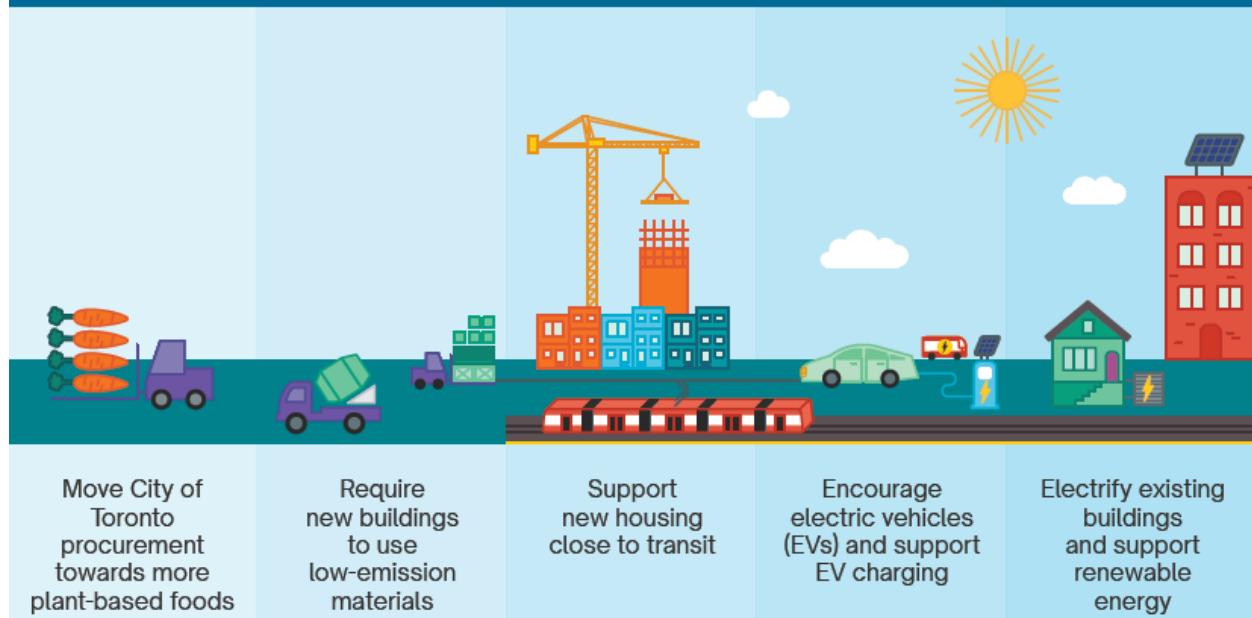 Move City of
Toronto
procurement
towards more
plant-based foods
Require
new buildings
to use
low-emission
materials
Support
new housing
close to transit
Encourage
electric vehicles
(EVs) and support
EV charging
Electrify existing
buildings
and support
renewable
energy